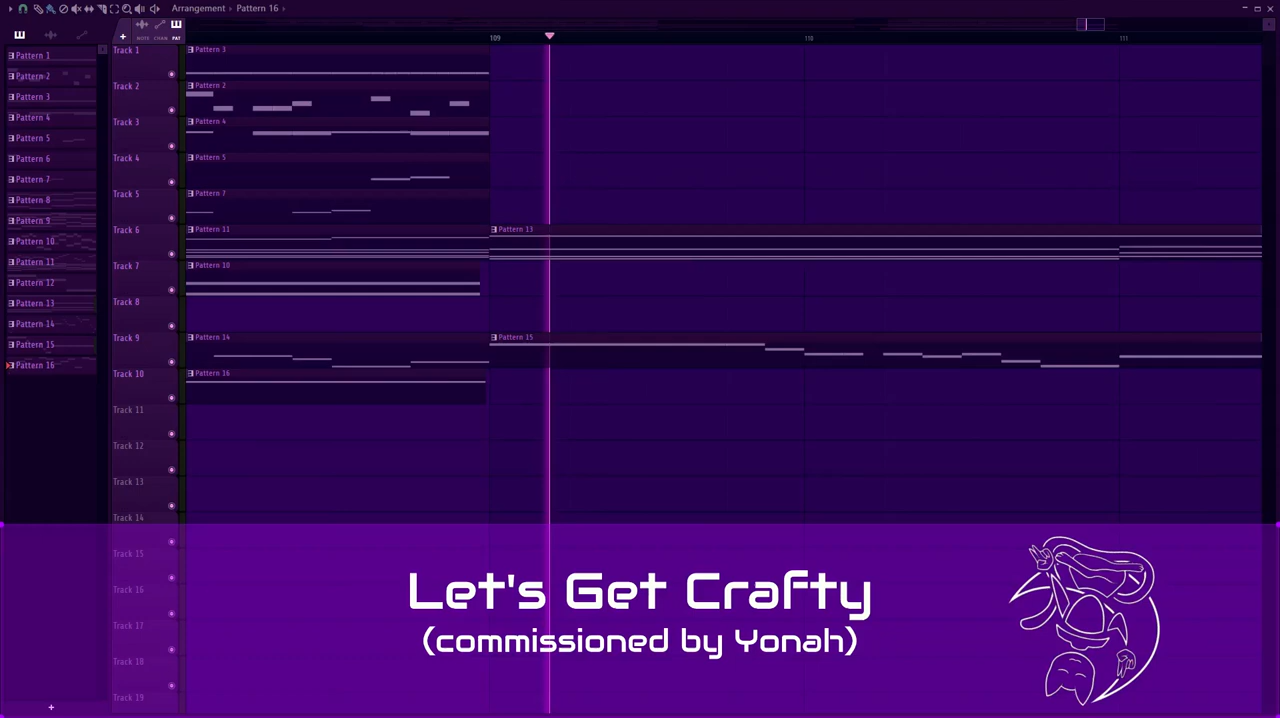 Arrangement › Pattern 16 ›
NOTE CHAN PAT
109 110 111
Pattern 1
Pattern 2
Pattern 3
Pattern 4
Pattern 5
Pattern 6
Pattern 7
Pattern 8
Pattern 9
Pattern 10
Pattern 11
Pattern 12
Pattern 13
Pattern 14
Pattern 15
Pattern 16
Track 1 Pattern 3
Track 2 Pattern 2
Track 3 Pattern 4
Track 4 Pattern 5
Track 5 Pattern 7
Track 6 Pattern 11 Pattern 13
Track 7 Pattern 10
Track 8
Track 9 Pattern 14 Pattern 15
Track 10 Pattern 16
Track 11
Track 12
Track 13
Track 14
Track 15
Track 16
Track 17
Track 18
Track 19
Let's Get Crafty
(commissioned by Yonah)